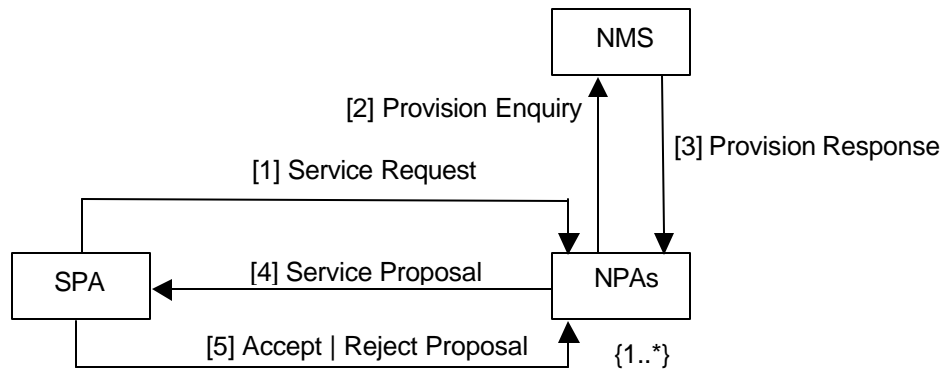 NMS
[2] Provision Enquiry
[3] Provision Response
[1] Service Request
SPA
[4] Service Proposal
NPAs
[5] Accept | Reject Proposal
{1..*}